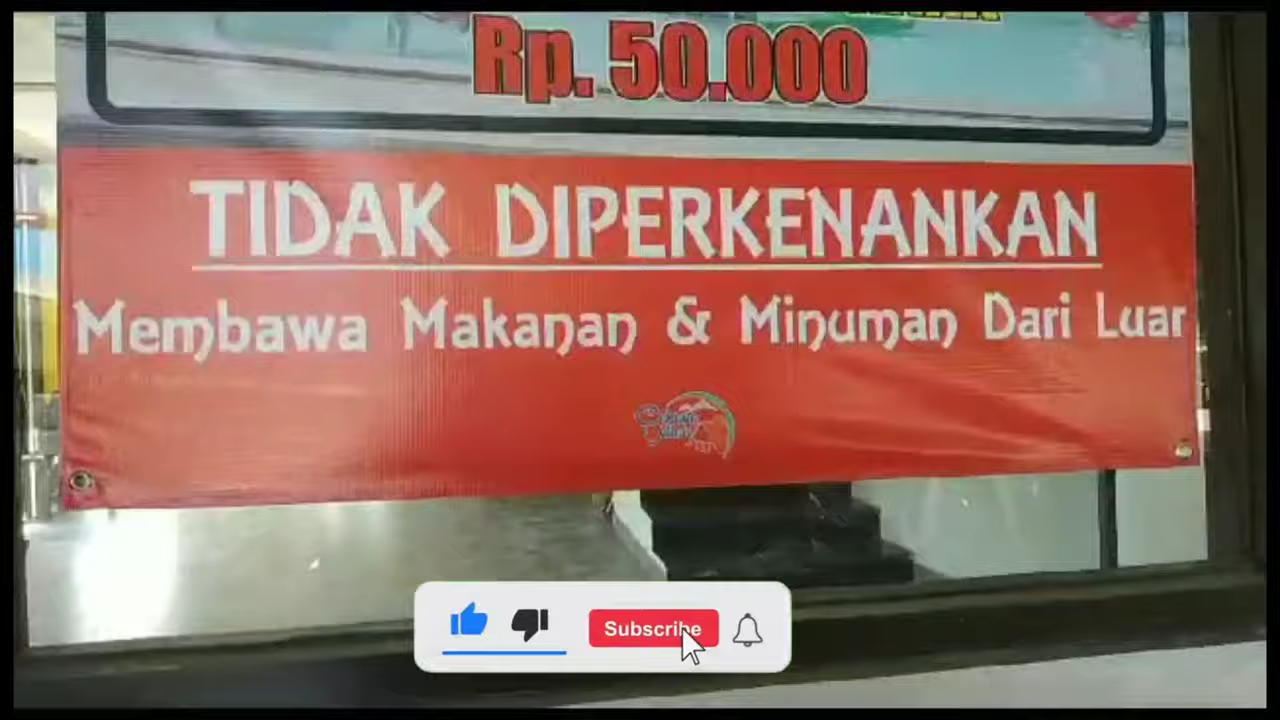 Rp. 50.000
TIDAK DIPERKENANKAN
Membawa Makanan & Minuman Dari Luar
Subscribe